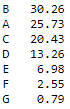 B 30.26
A 25.73
C 20.43
D 13.26
E 6.98
F 2.55
G 0.79